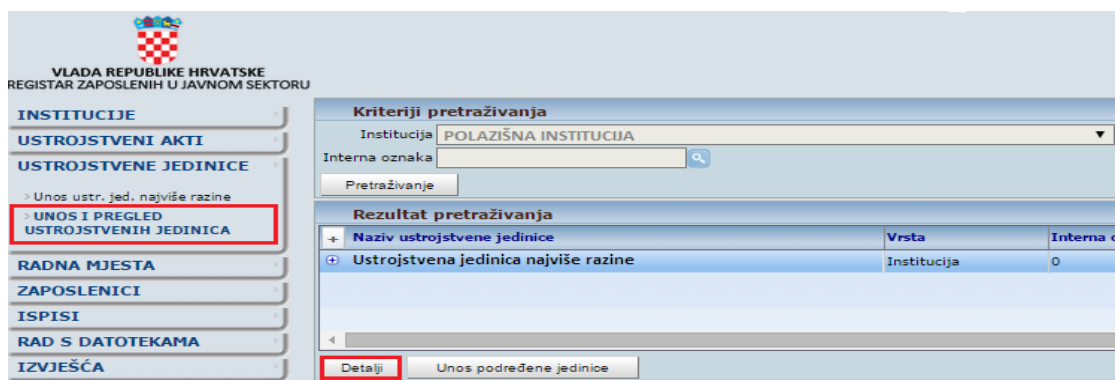 VLADA REPUBLIKE HRVATSKE
REGISTAR ZAPOSLENIH U JAVNOM SEKTORU
INSTITUCIJE
USTROJSTVENI AKTI
USTROJSTVENE JEDINICE
Unos ustr. jed. najviše razine
UNOS I PREGLED
USTROJSTVENIH JEDINICA
RADNA MJESTA
ZAPOSLENICI
ISPISI
RAD S DATOTEKAMA
IZVJEŠĆA
Kriteriji pretraživanja
Institucija POLAZIŠNA INSTITUCIJA
Interna oznaka
Pretraživanje
Rezultat pretraživanja
Naziv ustrojstvene jedinice Vrsta Interna
Ustrojstvena jedinica najviše razine Institucija 0
Detalji Unos podređene jedinice